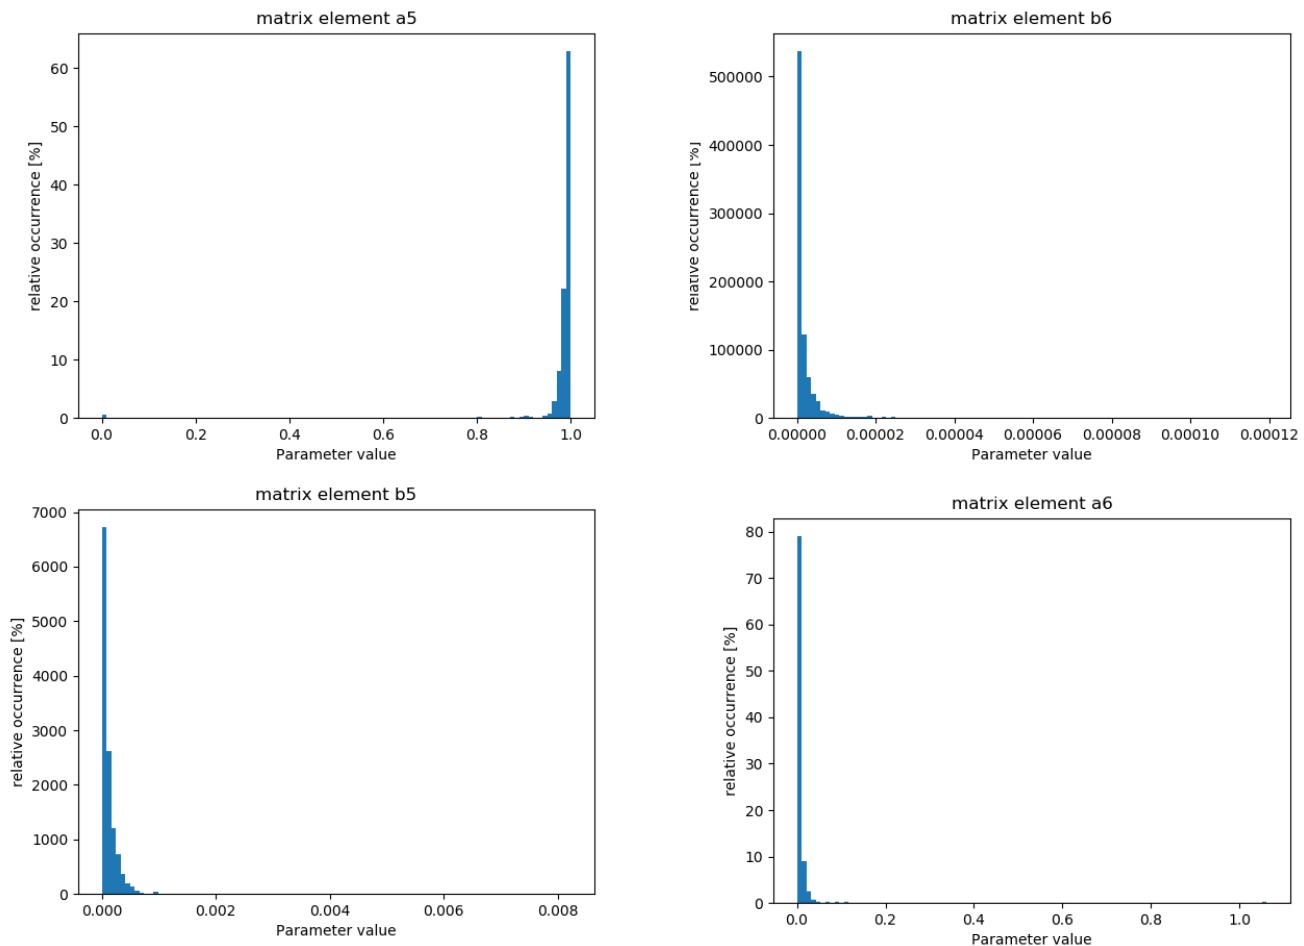 matrix element a5
60
50
40
30
20
10
0
relative occurrence [%]
0.0 0.2 0.4 0.6 0.8 1.0
Parameter value
matrix element b6
500000
400000
300000
200000
100000
0
relative occurrence [%]
0.00000 0.00002 0.00004 0.00006 0.00008 0.00010 0.00012
Parameter value
matrix element b5
7000
6000
5000
4000
3000
2000
1000
0
relative occurrence [%]
0.000 0.002 0.004 0.006 0.008
Parameter value
matrix element a6
80
70
60
50
40
30
20
10
0
relative occurrence [%]
0.0 0.2 0.4 0.6 0.8 1.0
Parameter value